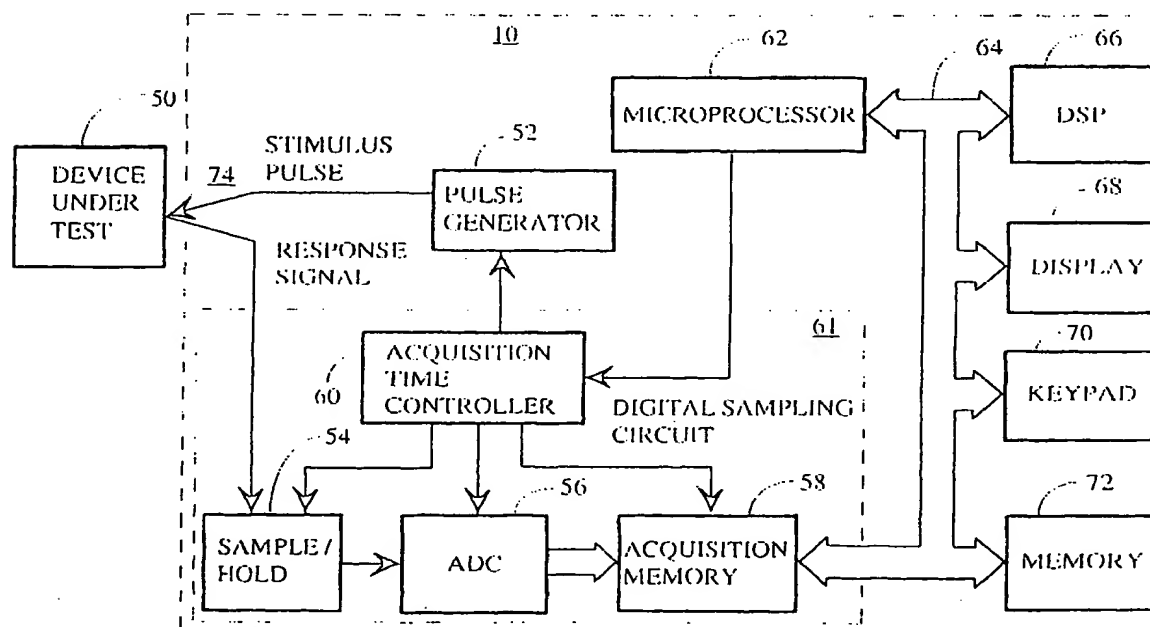 10
62
64
66
50
MICROPROCESSOR
DSP
STIMULUS
PULSE
52
74
DEVICE
UNDER
TEST
PULSE
GENERATOR
68
RESPONSE
SIGNAL
DISPLAY
61
ACQUISITION
TIME
CONTROLLER
60
70
KEYPAD
DIGITAL SAMPLING
CIRCUIT
54
56
58
72
SAMPLE/
HOLD
ADC
ACQUISITION
MEMORY
MEMORY